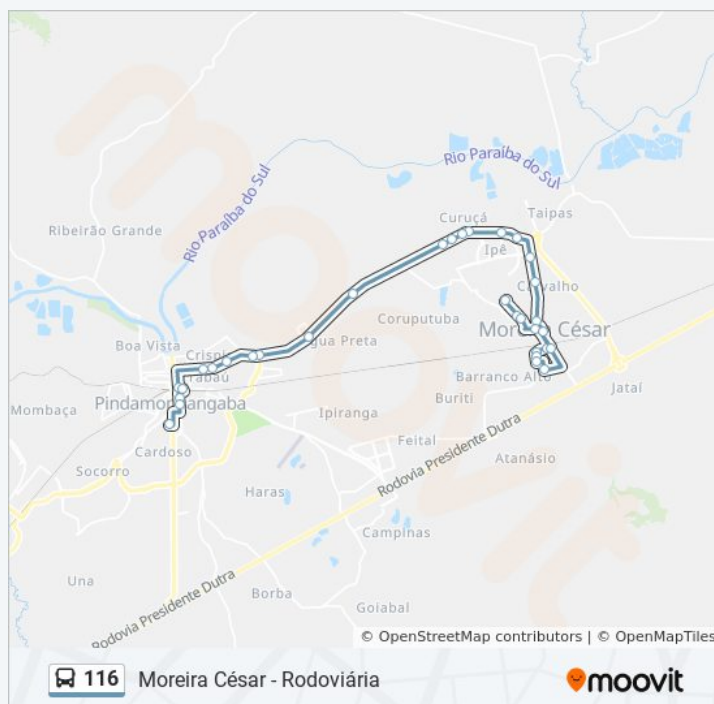 moovit
Rio Paraíba do Sul
Taipas
Curuçá
Ribeirão Grande
Rio Paraíba do Sul
Ipê
Carvalho
Coruputuba
Moreira César
Água Preta
Boa Vista
Crispi
abaú
Barranco Alto
Jataí
Buriti
Mombaça
Pindamonhangaba
Ipiranga
Feital
Cardoso
Atanásio
Socorro
Haras
Rodovia Presidente Dutra
Campinas
Una
Borba
Goiabal
Rodovia Presidente Dutra
© OpenStreetMap contributors | © OpenMapTiles
116 Moreira César - Rodoviária
moovit